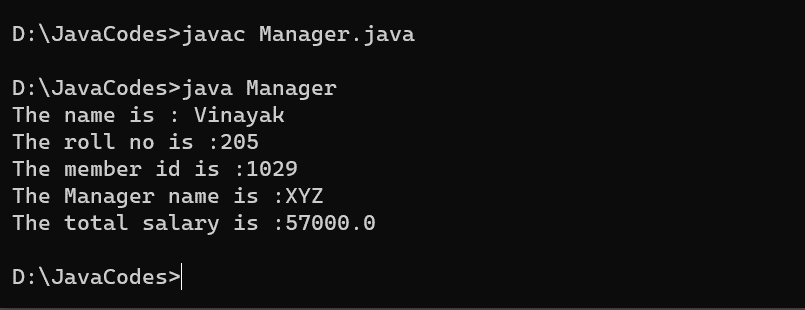 D:\JavaCodes>javac Manager.java
D:\JavaCodes>java Manager
The name is : Vinayak
The roll no is :205
The member id is :1029
The Manager name is :XYZ
The total salary is :57000.0
D:\JavaCodes>